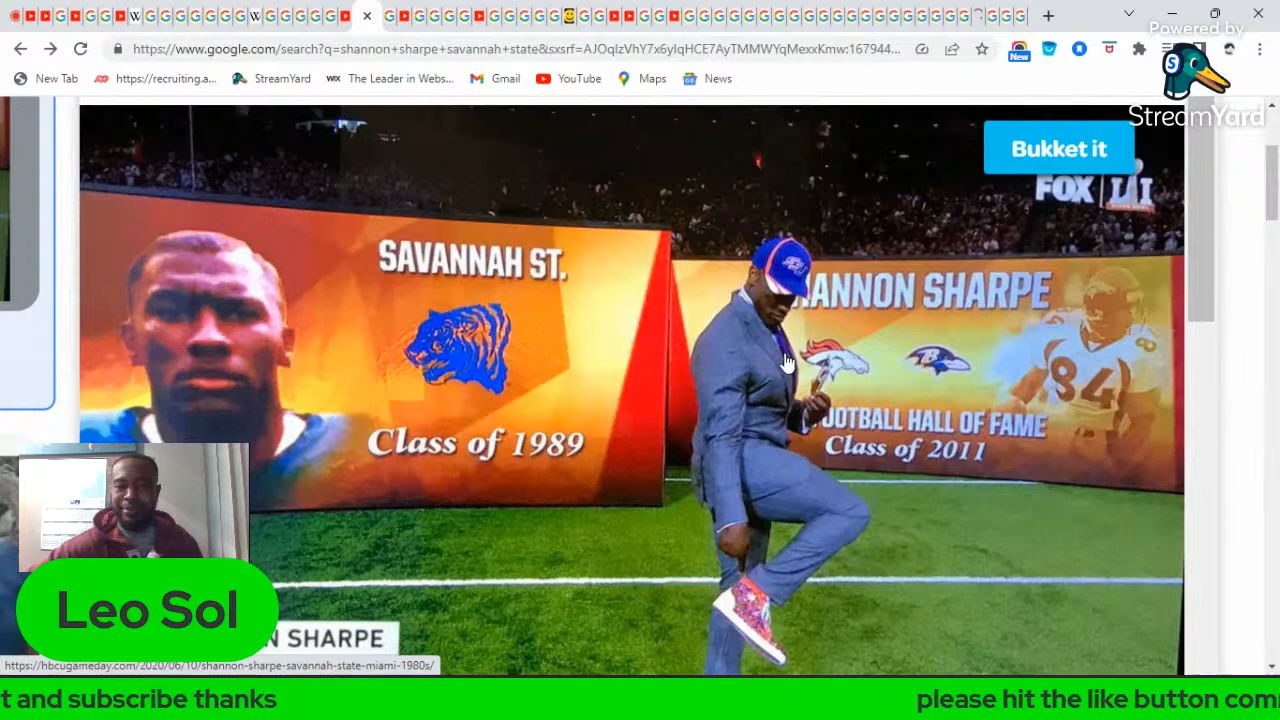 Powered by
StreamYard
https://www.google.com/search?q=shannon+sharpe+savannah+state&sxsrf=AJOqlzVhY7x6yIqHCE7AyTMMWYqMexxKmw:167944...
New
New Tab
https://recruiting.a...
StreamYard
WIX
The Leader in Webs...
Gmail
YouTube
Maps
News
Bukket it
FOX LI
SAVANNAH ST.
Class of 1989
HANNON SHARPE
84
FOOTBALL HALL OF FAME
Class of 2011
Leo Sol
N SHARPE
https://hbcugameday.com/2020/06/10/shannon-sharpe-savannah-state-miami-1980s/
t and subscribe thanks
please hit the like button com